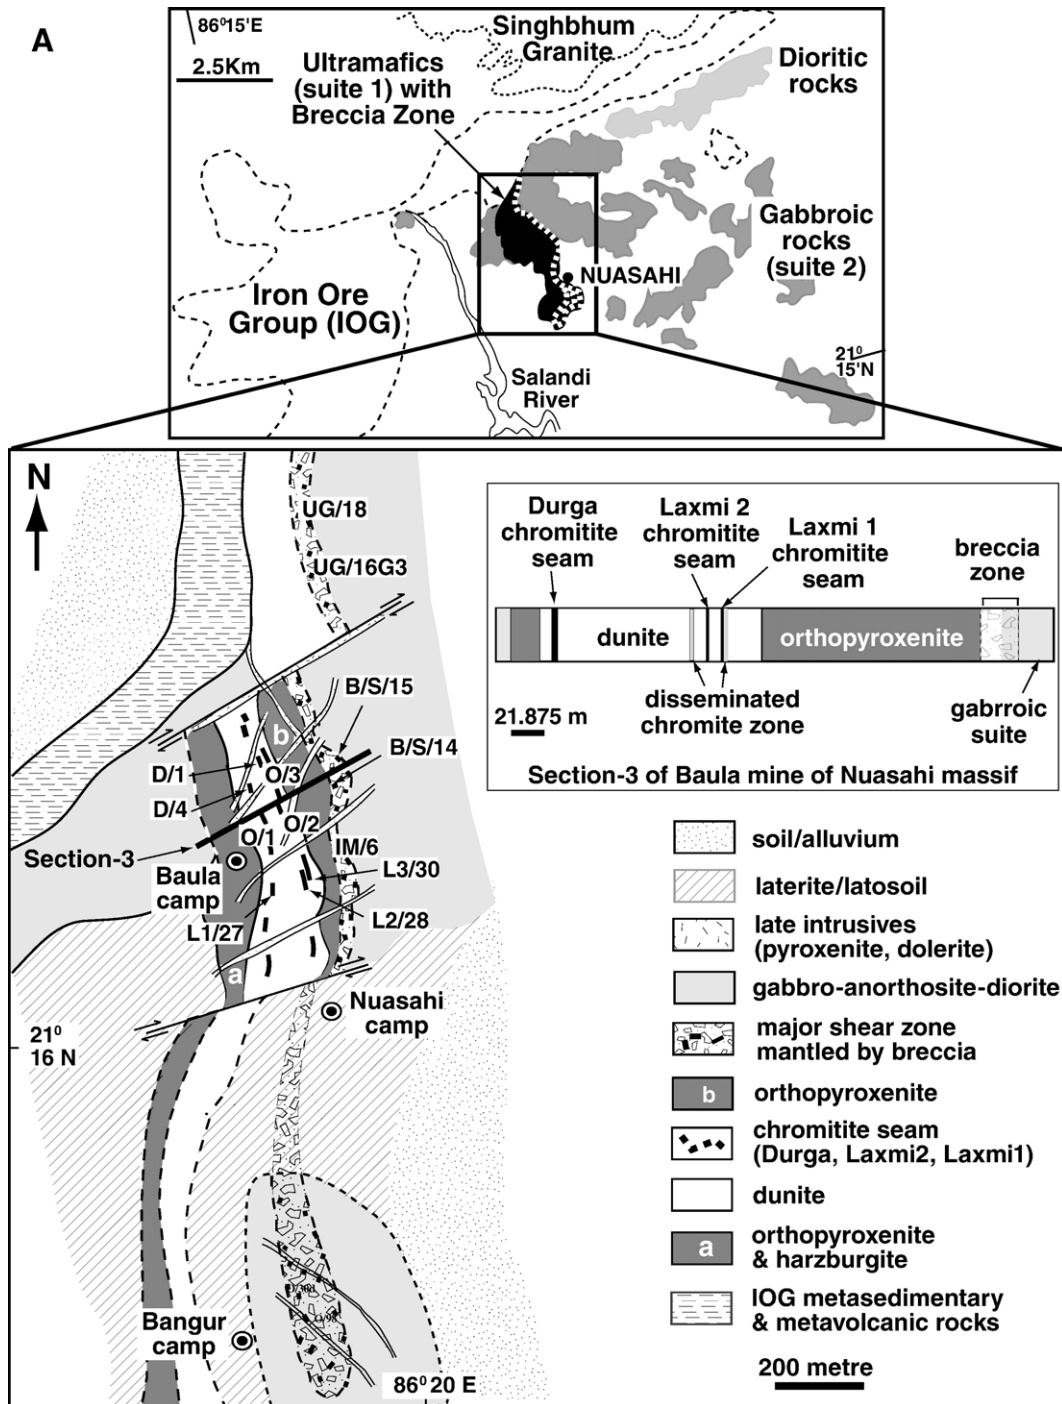 A
86⁰15'E
2.5Km
Singhbhum
Granite
Dioritic
rocks
Ultramafics
(suite 1) with
Breccia Zone
Gabbroic
rocks
(suite 2)
NUASAHI
Iron Ore
Group (IOG)
Salandi
River
21⁰
15'N
N
UG/18
UG/16G3
B/S/15
B/S/14
b
D/1
O/3
D/4
O/1
O/2
Section-3
IM/6
Baula
camp
L3/30
L1/27
L2/28
a
Nuasahi
camp
21⁰
16 N
Bangur
camp
86⁰ 20 E
Durga
chromitite
seam
Laxmi 2
chromitite
seam
Laxmi 1
chromitite
seam
breccia
zone
dunite
orthopyroxenite
disseminated
chromite zone
21.875 m
gabrroic
suite
Section-3 of Baula mine of Nuasahi massif
soil/alluvium
laterite/latosoil
late intrusives
(pyroxenite, dolerite)
gabbro-anorthosite-diorite
major shear zone
mantled by breccia
b orthopyroxenite
chromitite seam
(Durga, Laxmi2, Laxmi1)
dunite
a orthopyroxenite
& harzburgite
IOG metasedimentary
& metavolcanic rocks
200 metre